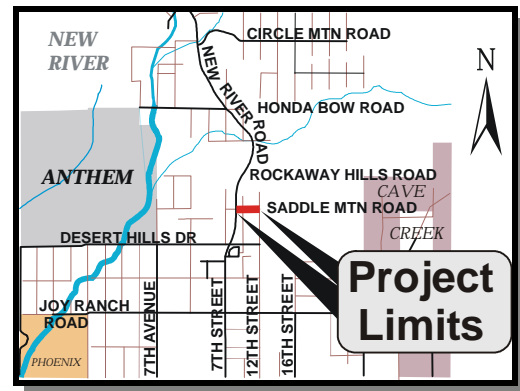 NEW
RIVER
CIRCLE MTN ROAD
N
NEW RIVER ROAD
HONDA BOW ROAD
ANTHEM
ROCKAWAY HILLS ROAD
CAVE
CREEK
SADDLE MTN ROAD
DESERT HILLS DR
Project
Limits
JOY RANCH
ROAD
7TH AVENUE
7TH STREET
12TH STREET
16TH STREET
PHOENIX